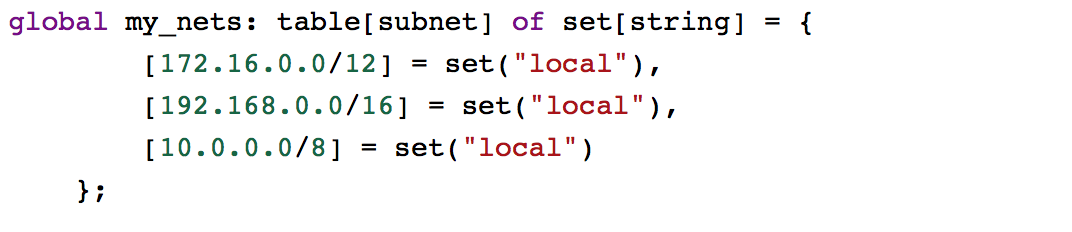 global my_nets: table[subnet] of set[string] = {
[172.16.0.0/12] = set("local"),
[192.168.0.0/16] = set("local"),
[10.0.0.0/8] = set("local")
};